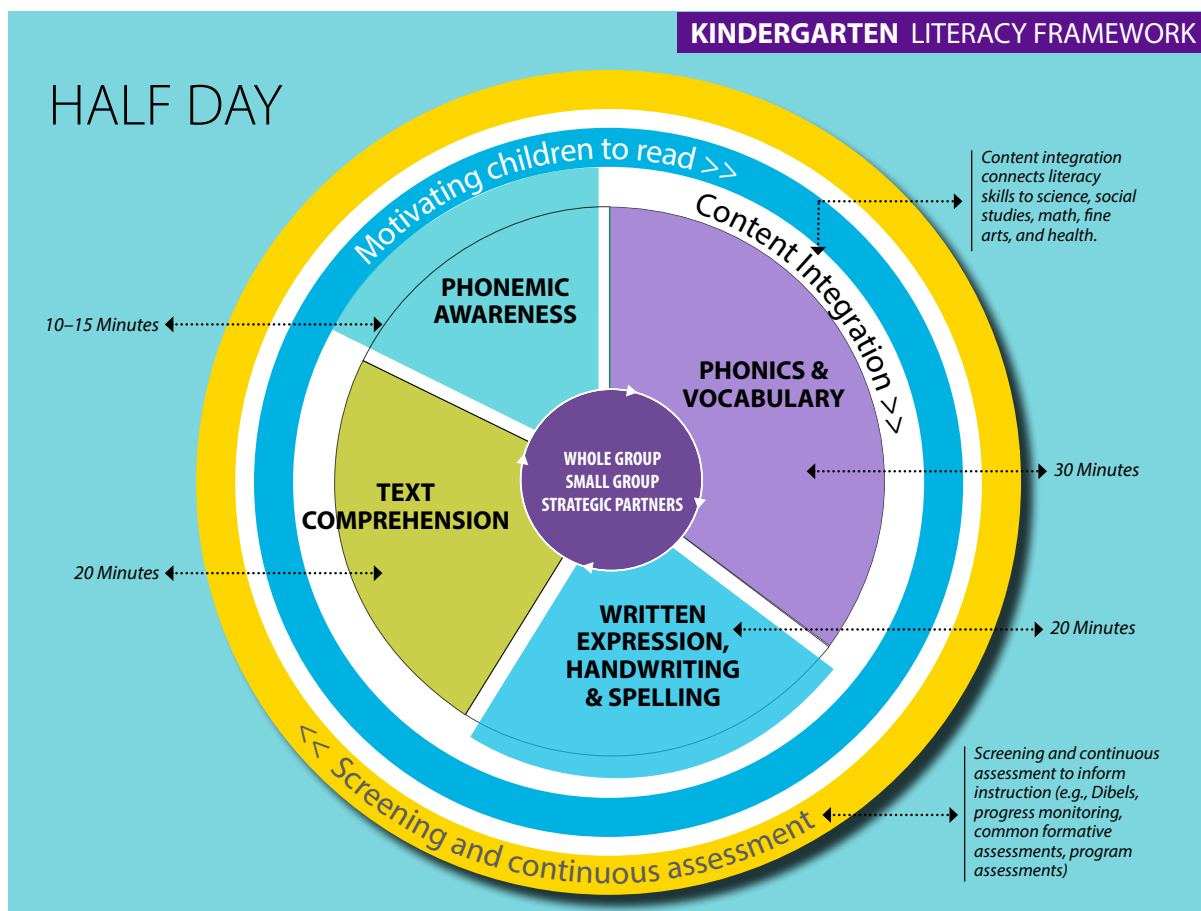 KINDERGARTEN LITERACY FRAMEWORK
HALF DAY
Motivating children to read >>
Content Integration >>
Content integration
connects literacy
skills to science, social
studies, math, fine
arts, and health.
PHONEMIC
AWARENESS
10–15 Minutes
PHONICS &
VOCABULARY
30 Minutes
WHOLE GROUP
SMALL GROUP
STRATEGIC PARTNERS
TEXT
COMPREHENSION
20 Minutes
WRITTEN
EXPRESSION,
HANDWRITING
& SPELLING
20 Minutes
<< Screening and continuous assessment
Screening and continuous
assessment to inform
instruction (e.g., Dibels,
progress monitoring,
common formative
assessments, program
assessments)